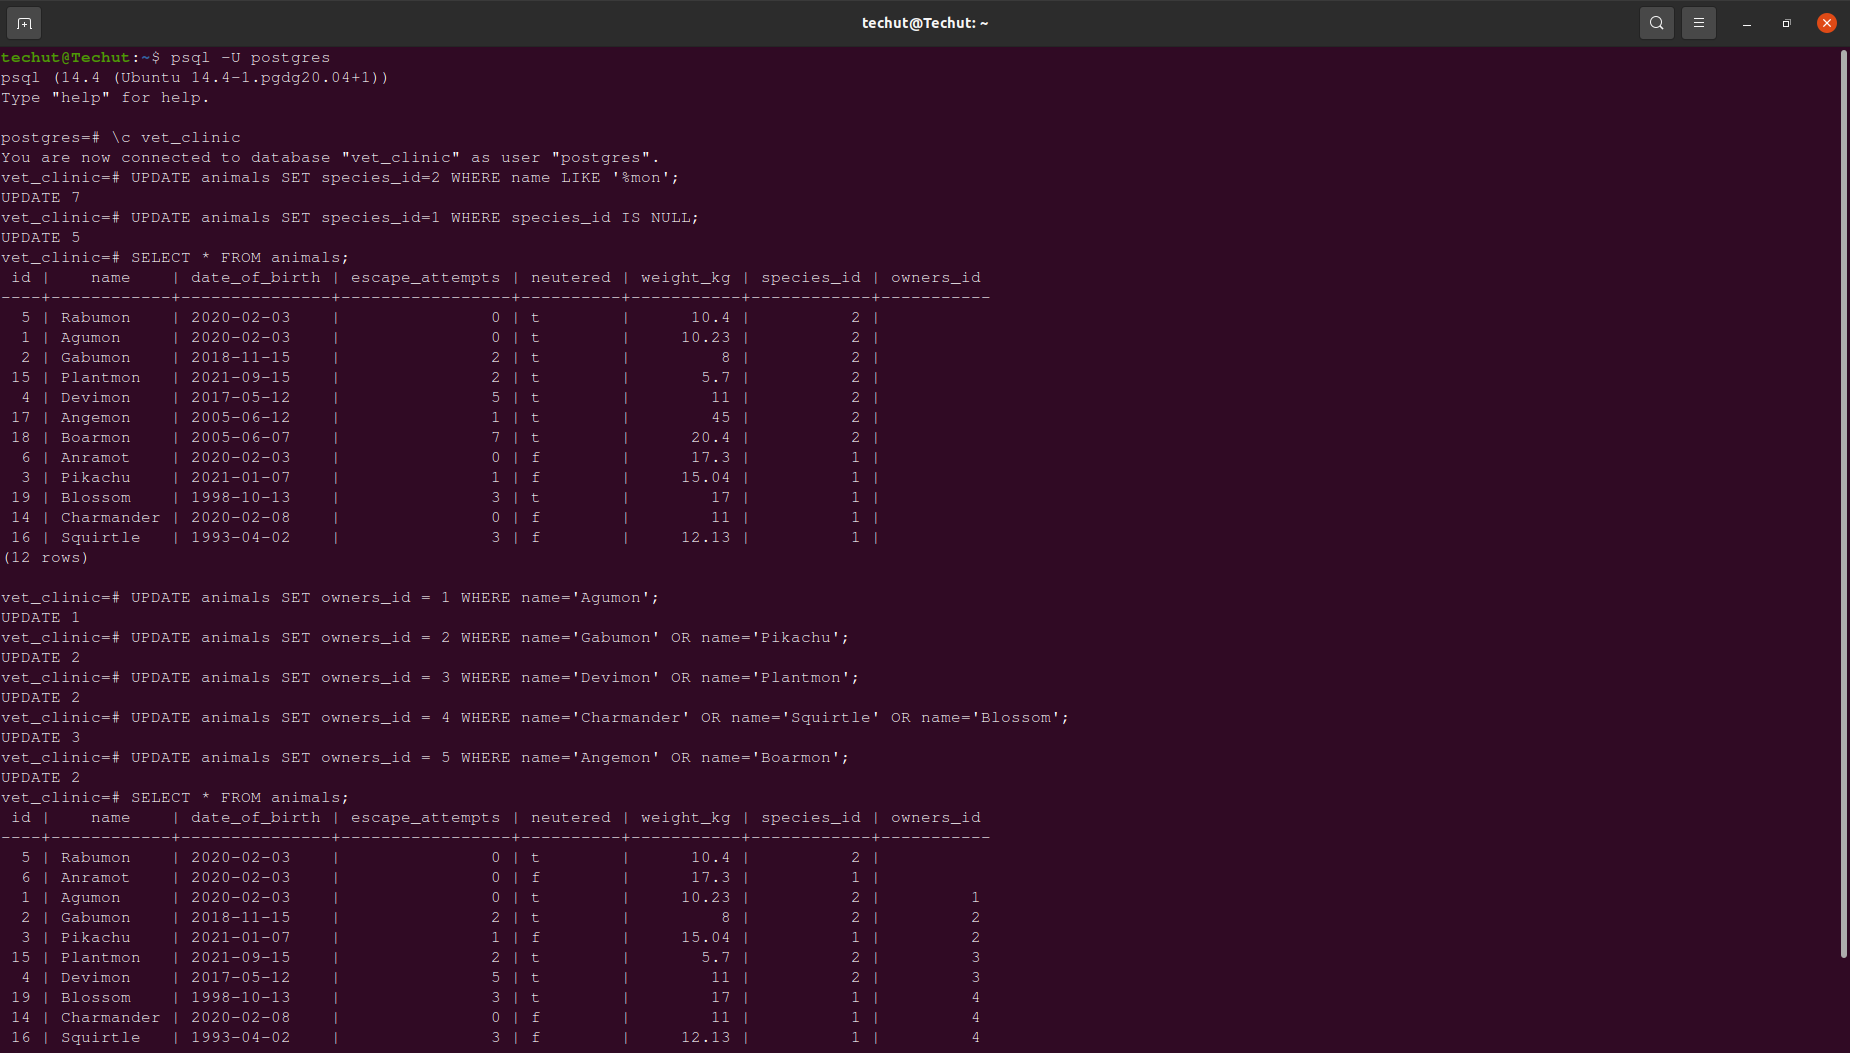 techut@Techut: ~
techut@Techut:~$ psql -U postgres
psql (14.4 (Ubuntu 14.4-1.pgdg20.04+1))
Type "help" for help.

postgres=# \c vet_clinic
You are now connected to database "vet_clinic" as user "postgres".
vet_clinic=# UPDATE animals SET species_id=2 WHERE name LIKE '%mon';
UPDATE 7
vet_clinic=# UPDATE animals SET species_id=1 WHERE species_id IS NULL;
UPDATE 5
vet_clinic=# SELECT * FROM animals;
 id |    name    | date_of_birth | escape_attempts | neutered | weight_kg | species_id | owners_id
----+------------+---------------+-----------------+----------+-----------+------------+-----------
  5 | Rabumon    | 2020-02-03    |               0 | t        |      10.4 |          2 |
  1 | Agumon     | 2020-02-03    |               0 | t        |     10.23 |          2 |
  2 | Gabumon    | 2018-11-15    |               2 | t        |         8 |          2 |
 15 | Plantmon   | 2021-09-15    |               2 | t        |       5.7 |          2 |
  4 | Devimon    | 2017-05-12    |               5 | t        |        11 |          2 |
 17 | Angemon    | 2005-06-12    |               1 | t        |        45 |          2 |
 18 | Boarmon    | 2005-06-07    |               7 | t        |      20.4 |          2 |
  6 | Anramot    | 2020-02-03    |               0 | f        |      17.3 |          1 |
  3 | Pikachu    | 2021-01-07    |               1 | f        |     15.04 |          1 |
 19 | Blossom    | 1998-10-13    |               3 | t        |        17 |          1 |
 14 | Charmander | 2020-02-08    |               0 | f        |        11 |          1 |
 16 | Squirtle   | 1993-04-02    |               3 | f        |     12.13 |          1 |
(12 rows)

vet_clinic=# UPDATE animals SET owners_id = 1 WHERE name='Agumon';
UPDATE 1
vet_clinic=# UPDATE animals SET owners_id = 2 WHERE name='Gabumon' OR name='Pikachu';
UPDATE 2
vet_clinic=# UPDATE animals SET owners_id = 3 WHERE name='Devimon' OR name='Plantmon';
UPDATE 2
vet_clinic=# UPDATE animals SET owners_id = 4 WHERE name='Charmander' OR name='Squirtle' OR name='Blossom';
UPDATE 3
vet_clinic=# UPDATE animals SET owners_id = 5 WHERE name='Angemon' OR name='Boarmon';
UPDATE 2
vet_clinic=# SELECT * FROM animals;
 id |    name    | date_of_birth | escape_attempts | neutered | weight_kg | species_id | owners_id
----+------------+---------------+-----------------+----------+-----------+------------+-----------
  5 | Rabumon    | 2020-02-03    |               0 | t        |      10.4 |          2 |
  6 | Anramot    | 2020-02-03    |               0 | f        |      17.3 |          1 |
  1 | Agumon     | 2020-02-03    |               0 | t        |     10.23 |          2 |         1
  2 | Gabumon    | 2018-11-15    |               2 | t        |         8 |          2 |         2
  3 | Pikachu    | 2021-01-07    |               1 | f        |     15.04 |          1 |         2
 15 | Plantmon   | 2021-09-15    |               2 | t        |       5.7 |          2 |         3
  4 | Devimon    | 2017-05-12    |               5 | t        |        11 |          2 |         3
 19 | Blossom    | 1998-10-13    |               3 | t        |        17 |          1 |         4
 14 | Charmander | 2020-02-08    |               0 | f        |        11 |          1 |         4
 16 | Squirtle   | 1993-04-02    |               3 | f        |     12.13 |          1 |         4